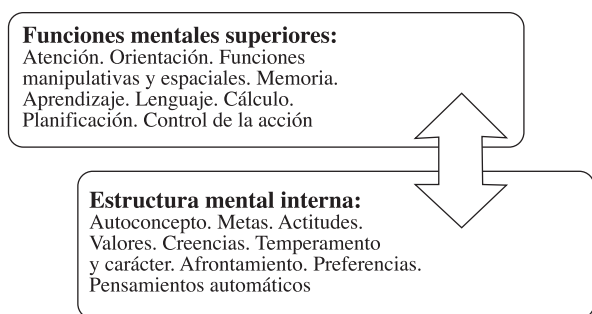 Funciones mentales superiores:
Atención. Orientación. Funciones
manipulativas y espaciales. Memoria.
Aprendizaje. Lenguaje. Cálculo.
Planificación. Control de la acción
Estructura mental interna:
Autoconcepto. Metas. Actitudes.
Valores. Creencias. Temperamento
y carácter. Afrontamiento. Preferencias.
Pensamientos automáticos